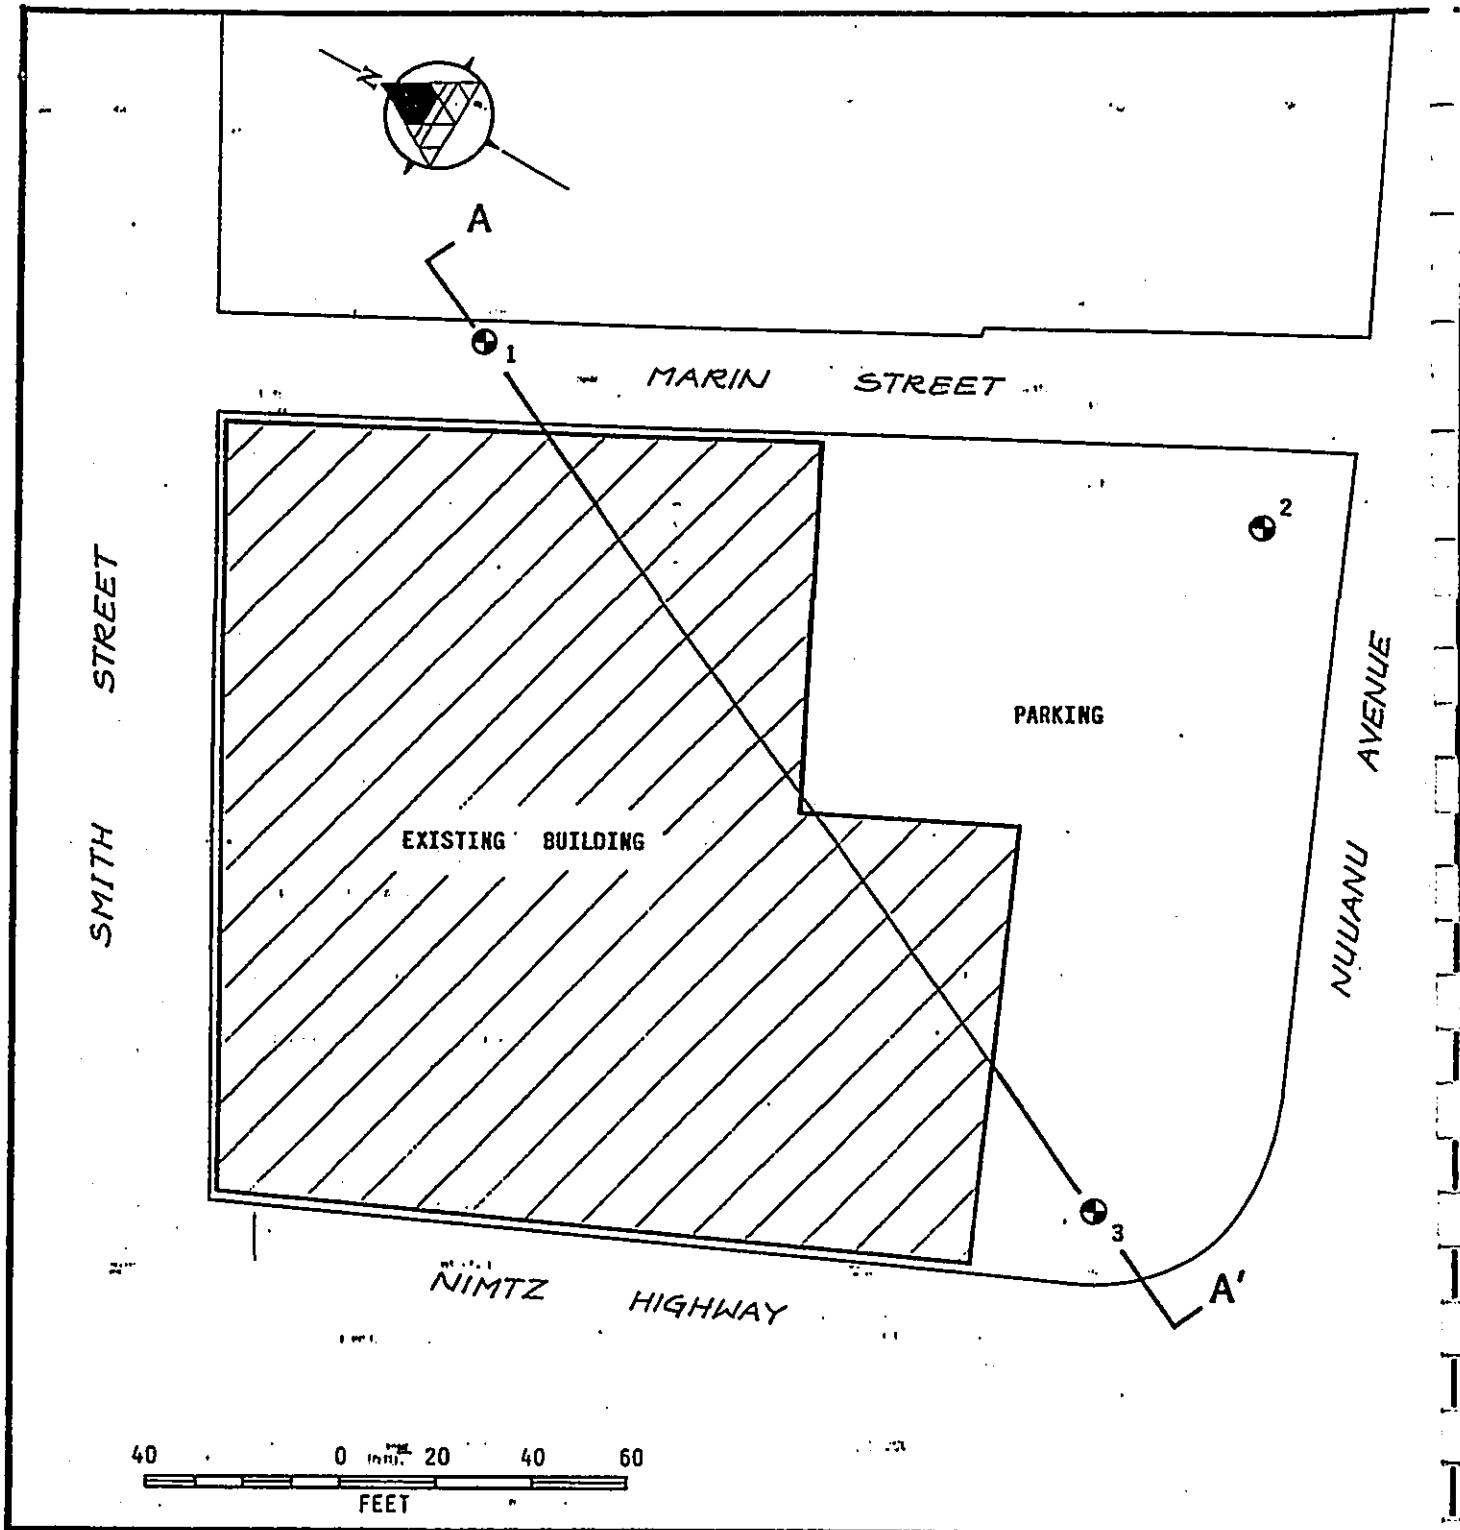 N
A
1
MARIN STREET
2
SMITH STREET
PARKING
NUUANU AVENUE
EXISTING BUILDING
3
A'
NIMTZ HIGHWAY
40 0 20 40 60
FEET